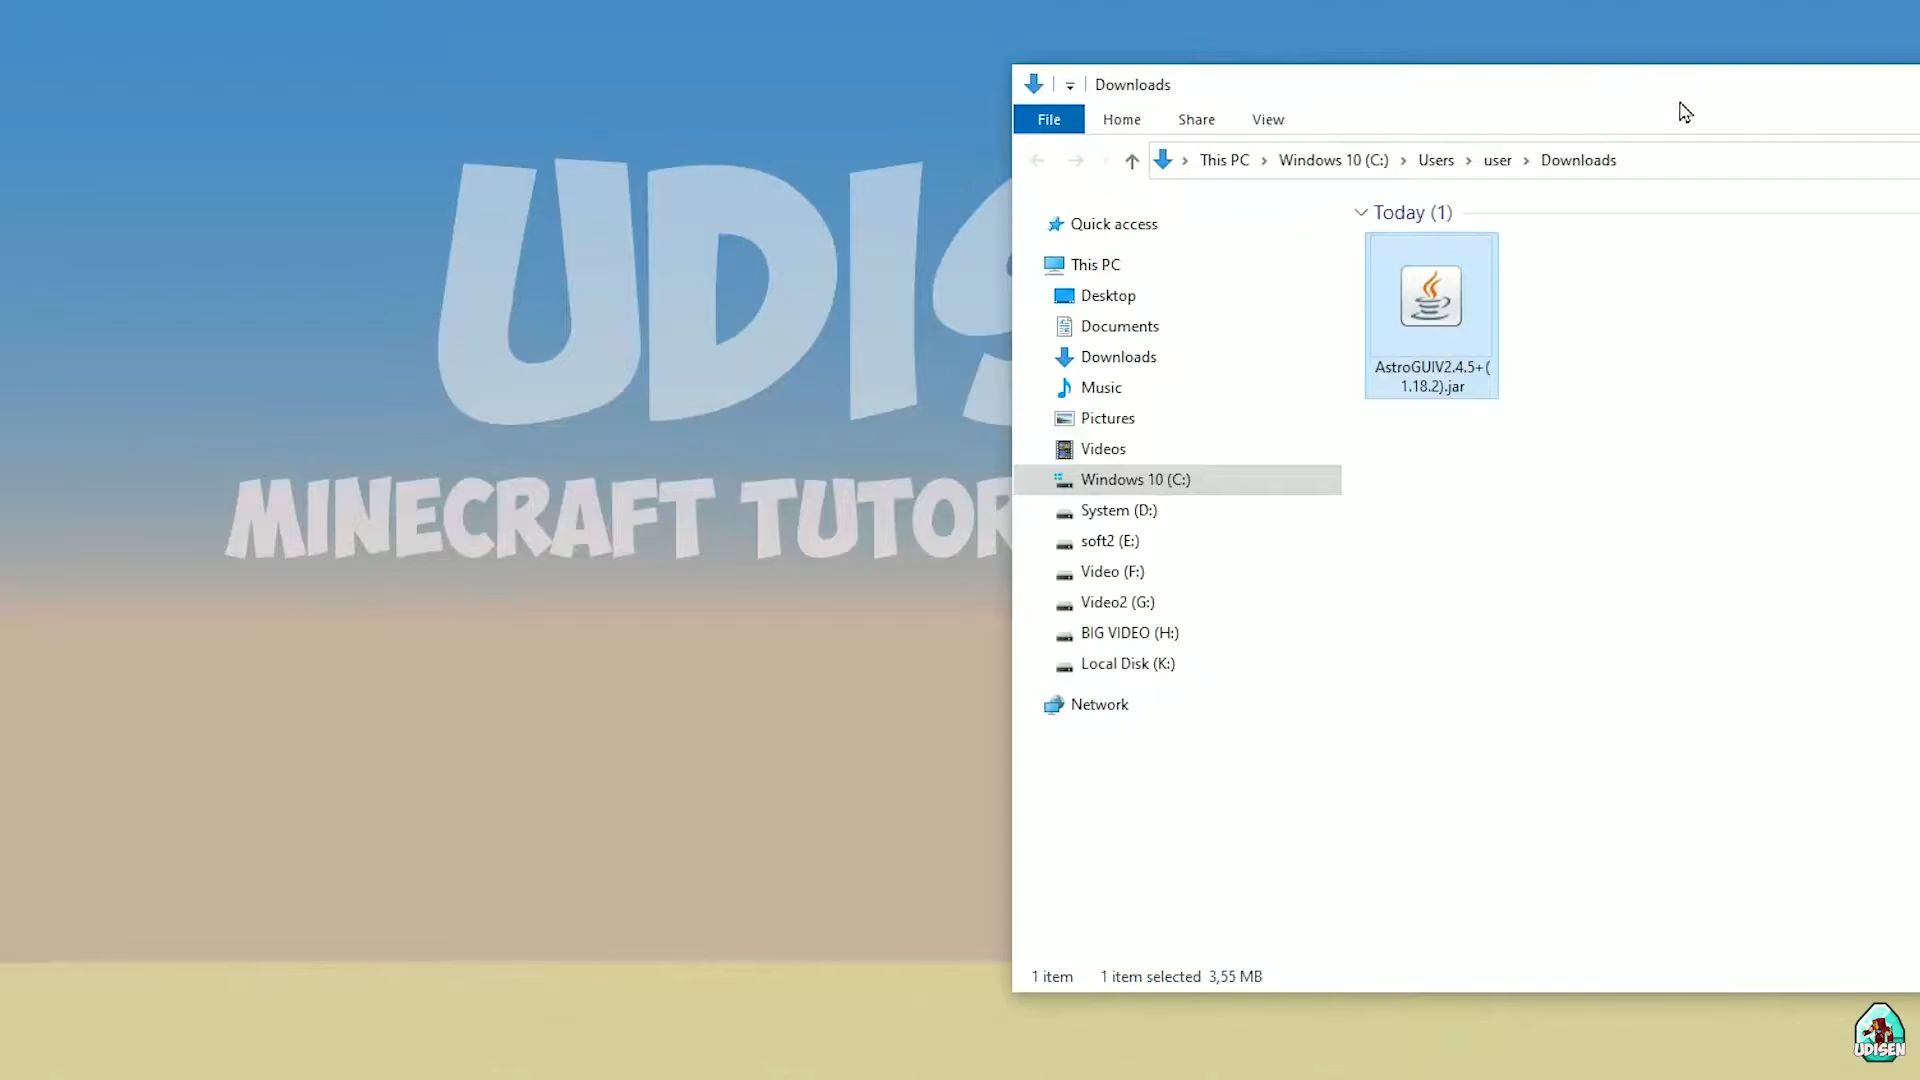 UDIS
MINECRAFT TUTOR
Downloads
File Home Share View
This PC Windows 10 (C:) Users user Downloads
Quick access
This PC
Desktop
Documents
Downloads
Music
Pictures
Videos
Windows 10 (C:)
System (D:)
soft2 (E:)
Video (F:)
Video2 (G:)
BIG VIDEO (H:)
Local Disk (K:)
Network
Today (1)
AstroGUIV2.4.5+(
1.18.2).jar
1 item 1 item selected 3,55 MB
UDISEN